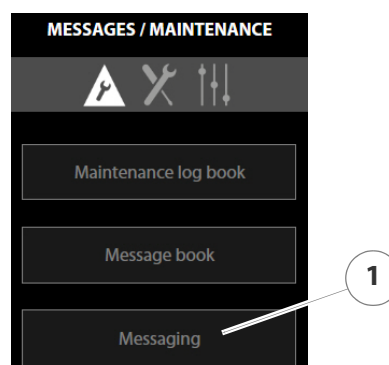 MESSAGES / MAINTENANCE
Maintenance log book
Message book
1
Messaging